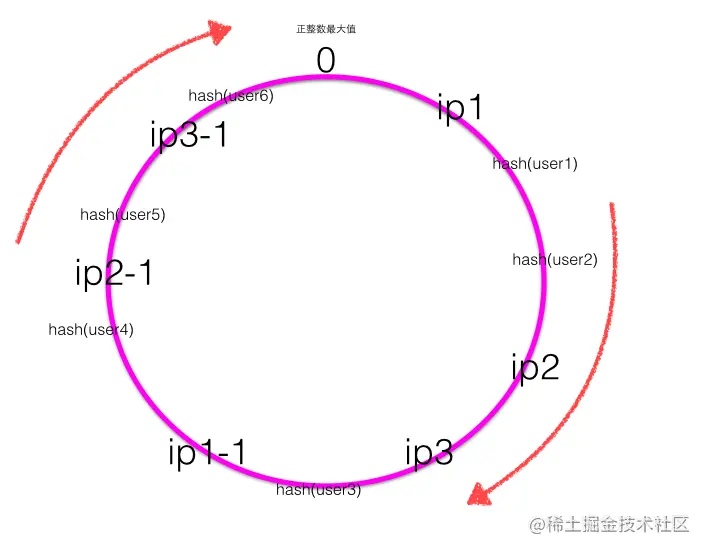 正整数最大值
0
hash(user6)
ip1
ip3-1
hash(user1)
hash(user5)
hash(user2)
ip2-1
hash(user4)
ip2
ip1-1
ip3
hash(user3)
@稀土掘金技术社区